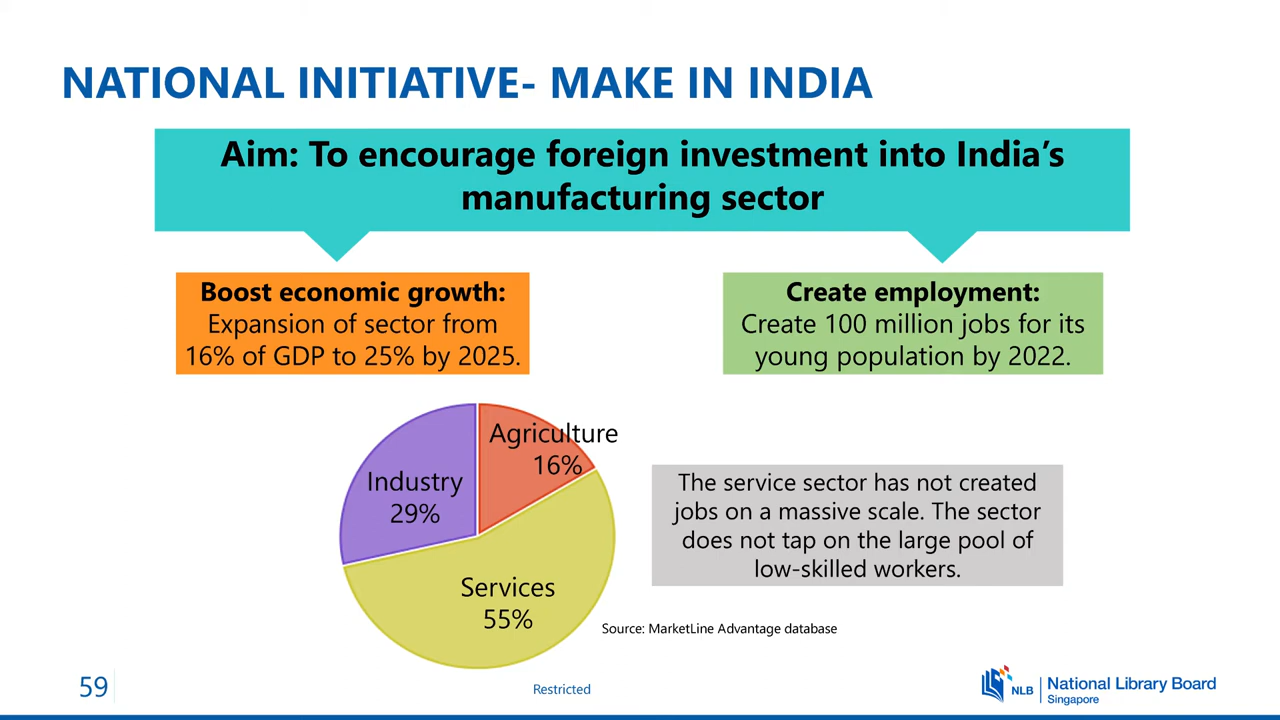 NATIONAL INITIATIVE- MAKE IN INDIA
Aim: To encourage foreign investment into India’s
manufacturing sector
Boost economic growth:
Expansion of sector from
16% of GDP to 25% by 2025.
Create employment:
Create 100 million jobs for its
young population by 2022.
Agriculture
16%
Industry
29%
Services
55%
The service sector has not created
jobs on a massive scale. The sector
does not tap on the large pool of
low-skilled workers.
Source: MarketLine Advantage database
59
Restricted
NLB
National Library Board
Singapore